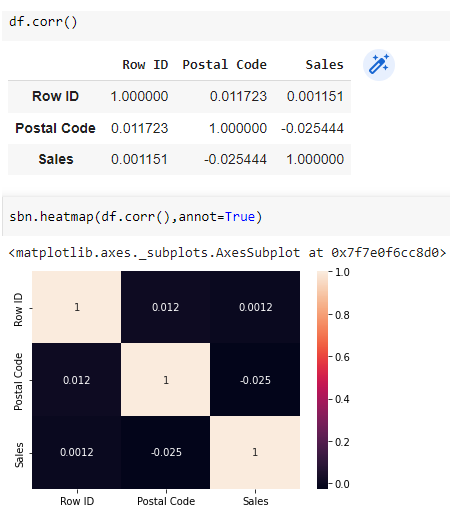 df.corr()
Row ID Postal Code Sales
Row ID 1.000000 0.011723 0.001151
Postal Code 0.011723 1.000000 -0.025444
Sales 0.001151 -0.025444 1.000000
sbn.heatmap(df.corr(),annot=True)
<matplotlib.axes._subplots.AxesSubplot at 0x7f7e0f6cc8d0>
Row ID 1 0.012 0.0012
Postal Code 0.012 1 -0.025
Sales 0.0012 -0.025 1
Row ID Postal Code Sales
1.0
0.8
0.6
0.4
0.2
0.0